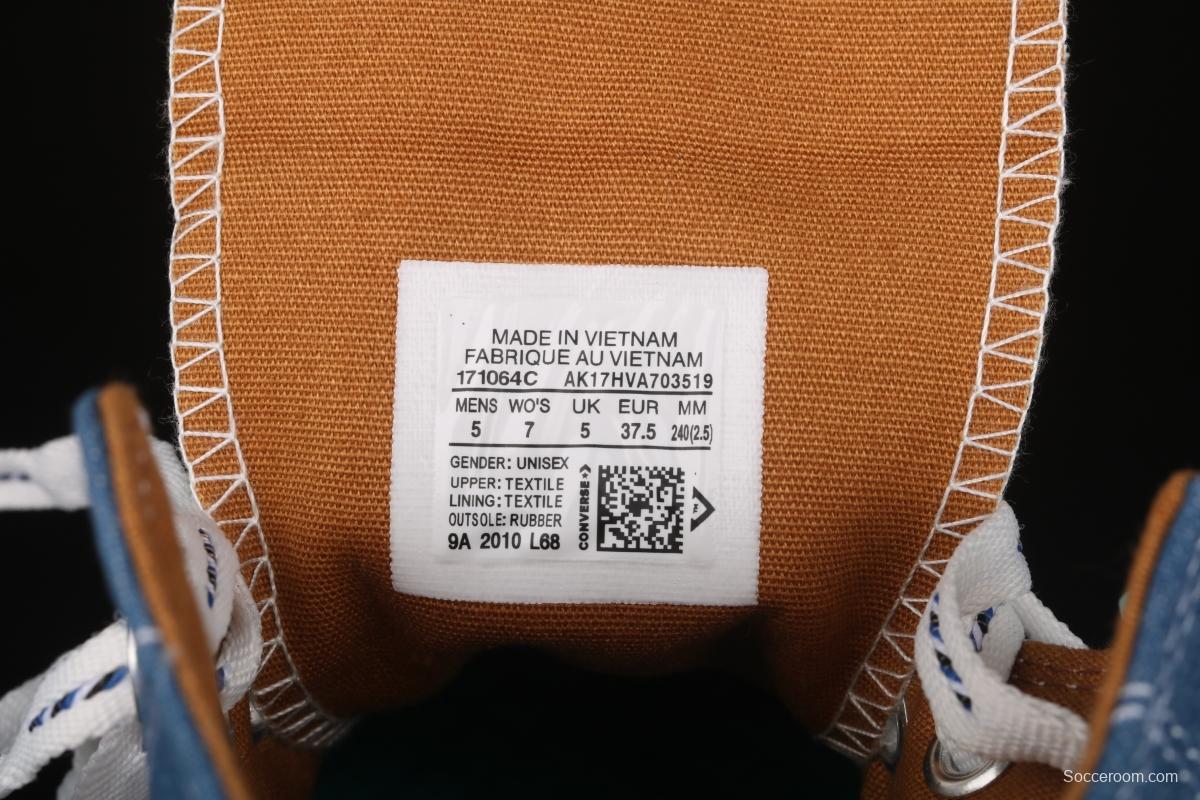 MADE IN VIETNAM
FABRIQUE AU VIETNAM
171064C AK17HVA703519
MENS WO'S UK EUR MM
5 7 5 37.5 240(2.5)
GENDER: UNISEX
UPPER: TEXTILE
LINING: TEXTILE
OUTSOLE: RUBBER
9A 2010 L68
CONVERSE
TM
Socceroom.com